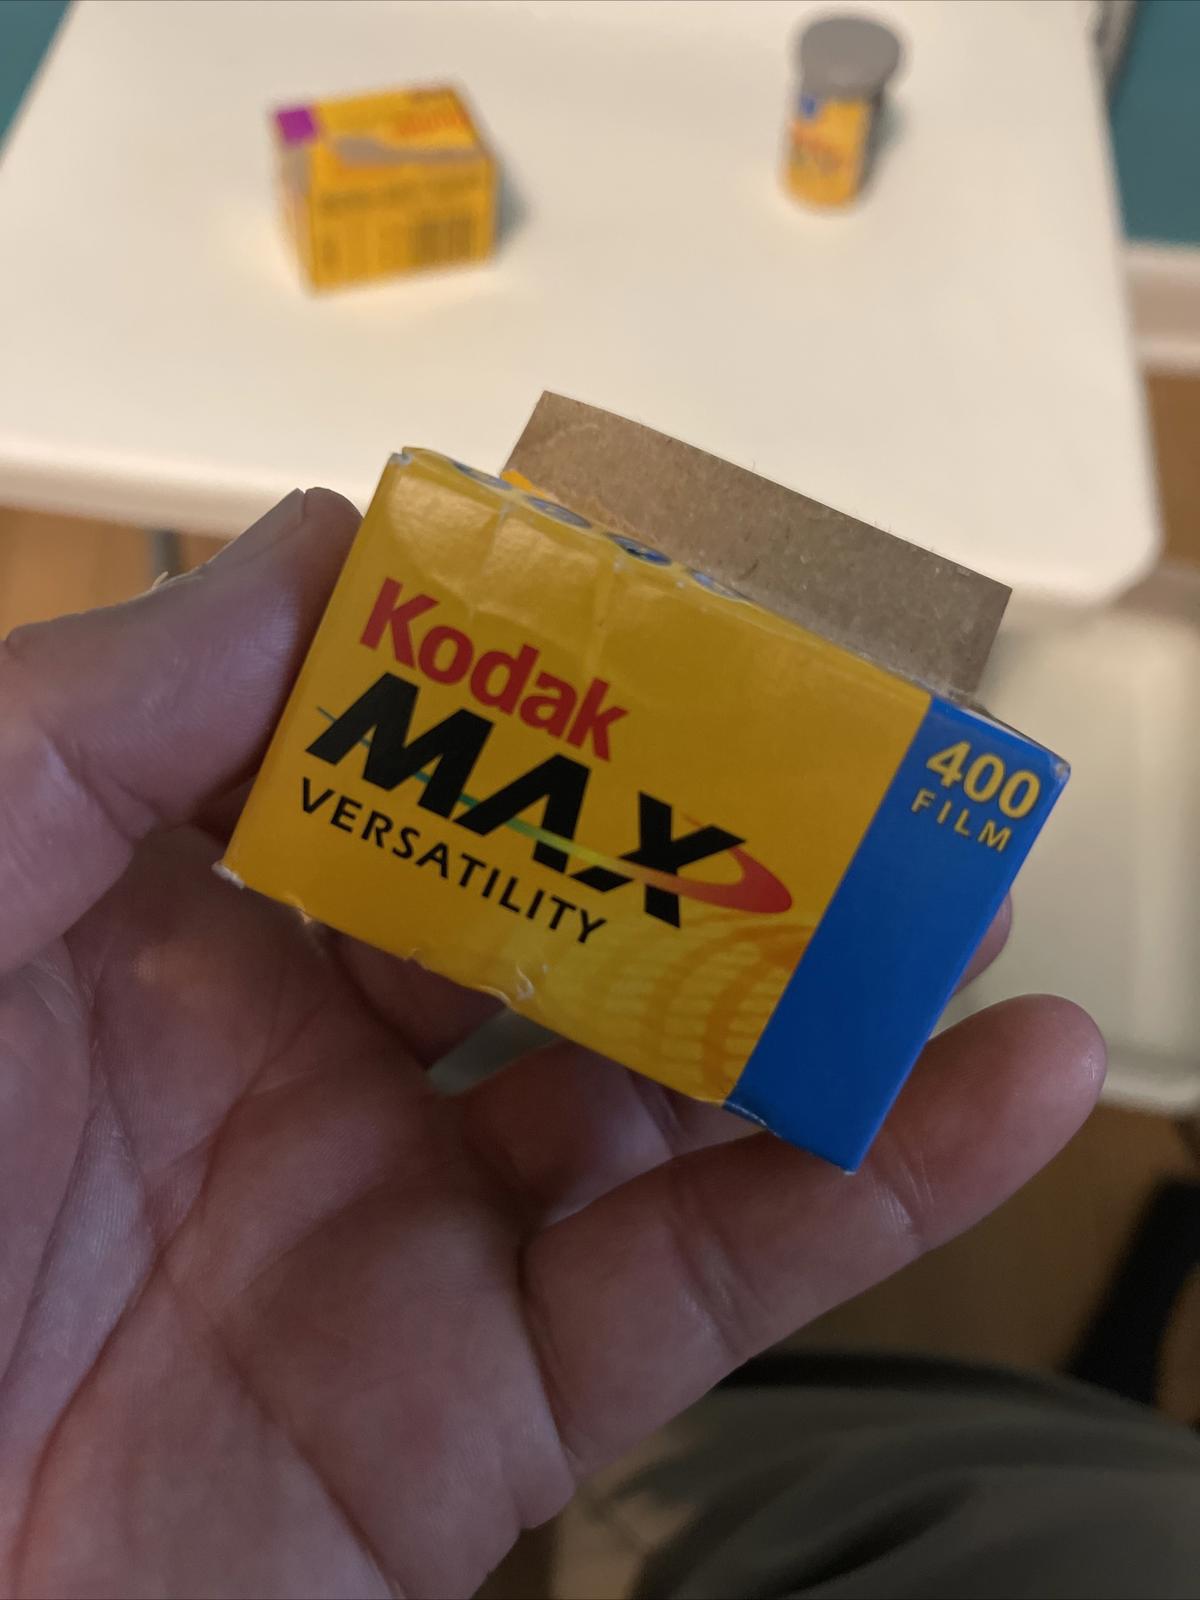 Kodak
MAX
VERSATILITY
400
FILM